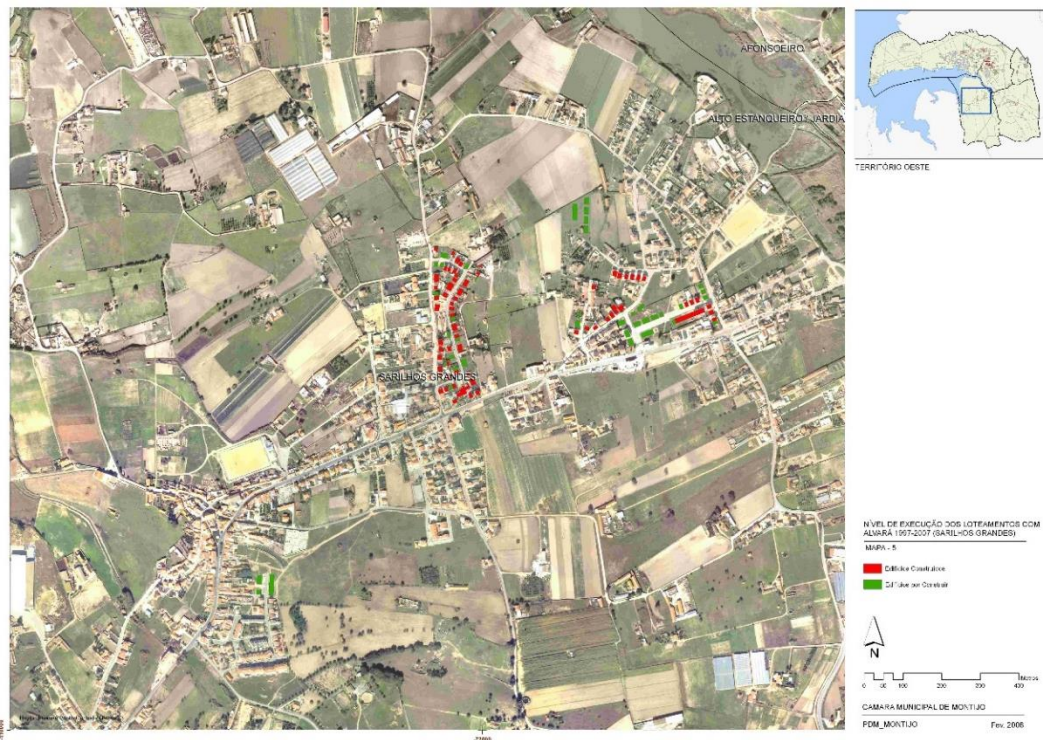 AFONSOEIRO
ALTO ESTANQUEIRO / JARDIA
SARILHOS GRANDES
TERRITÓRIO OESTE
NÍVEL DE EXECUÇÃO DOS LOTEAMENTOS COM
ALVARÁ 1997-2007 (SARILHOS GRANDES)
MAPA - 5
Edifícios Construídos
Edifícios por Construir
N
0 50 100 200 300 400 Metros
CAMARA MUNICIPAL DE MONTIJO
PDM_MONTIJO Fev. 2008